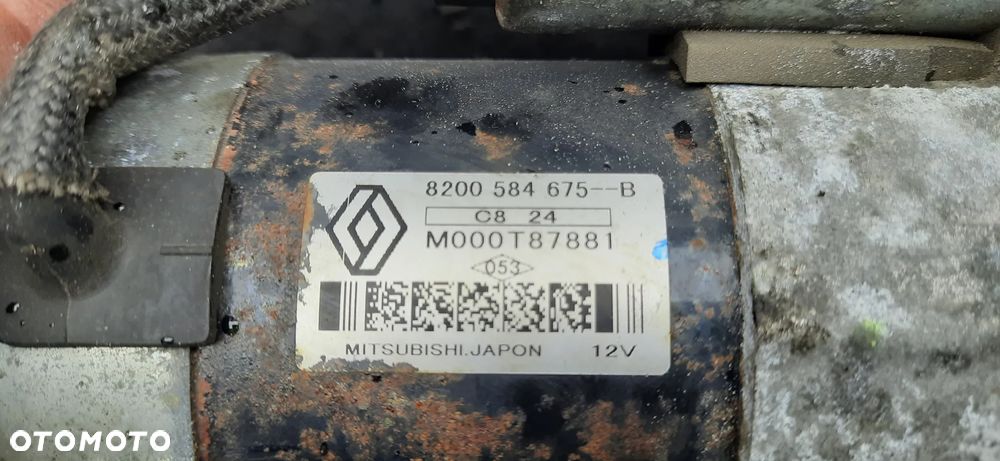 8200 584 675--B
C8 24
M000T87881
053
MITSUBISHI.JAPON 12V
OTOMOTO